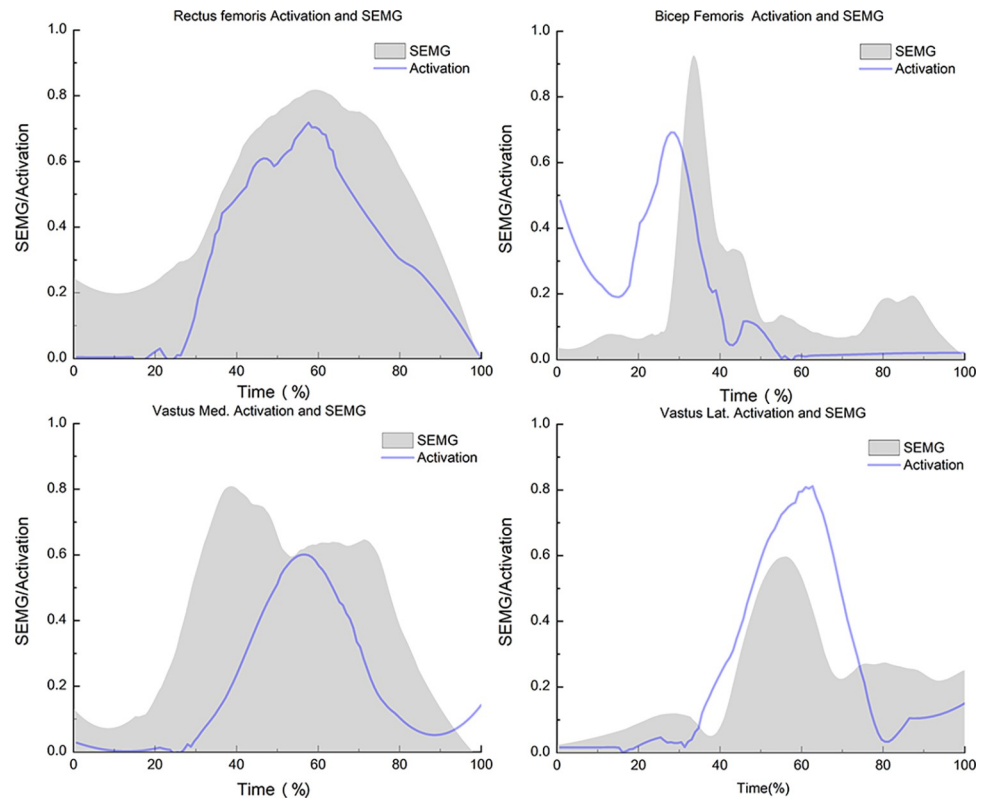 Rectus femoris Activation and SEMG
SEMG
Activation
SEMG/Activation
1.0
0.8
0.6
0.4
0.2
0.0
0 20 40 60 80 100
Time ( %)
Bicep Femoris Activation and SEMG
SEMG
Activation
SEMG/Activation
1.0
0.8
0.6
0.4
0.2
0.0
0 20 40 60 80 100
Time ( %)
Vastus Med. Activation and SEMG
SEMG
Activation
SEMG/Activation
1.0
0.8
0.6
0.4
0.2
0.0
0 20 40 60 80 100
Time ( %)
Vastus Lat. Activation and SEMG
SEMG
Activation
SEMG/Activation
1.0
0.8
0.6
0.4
0.2
0.0
0 20 40 60 80 100
Time(%)